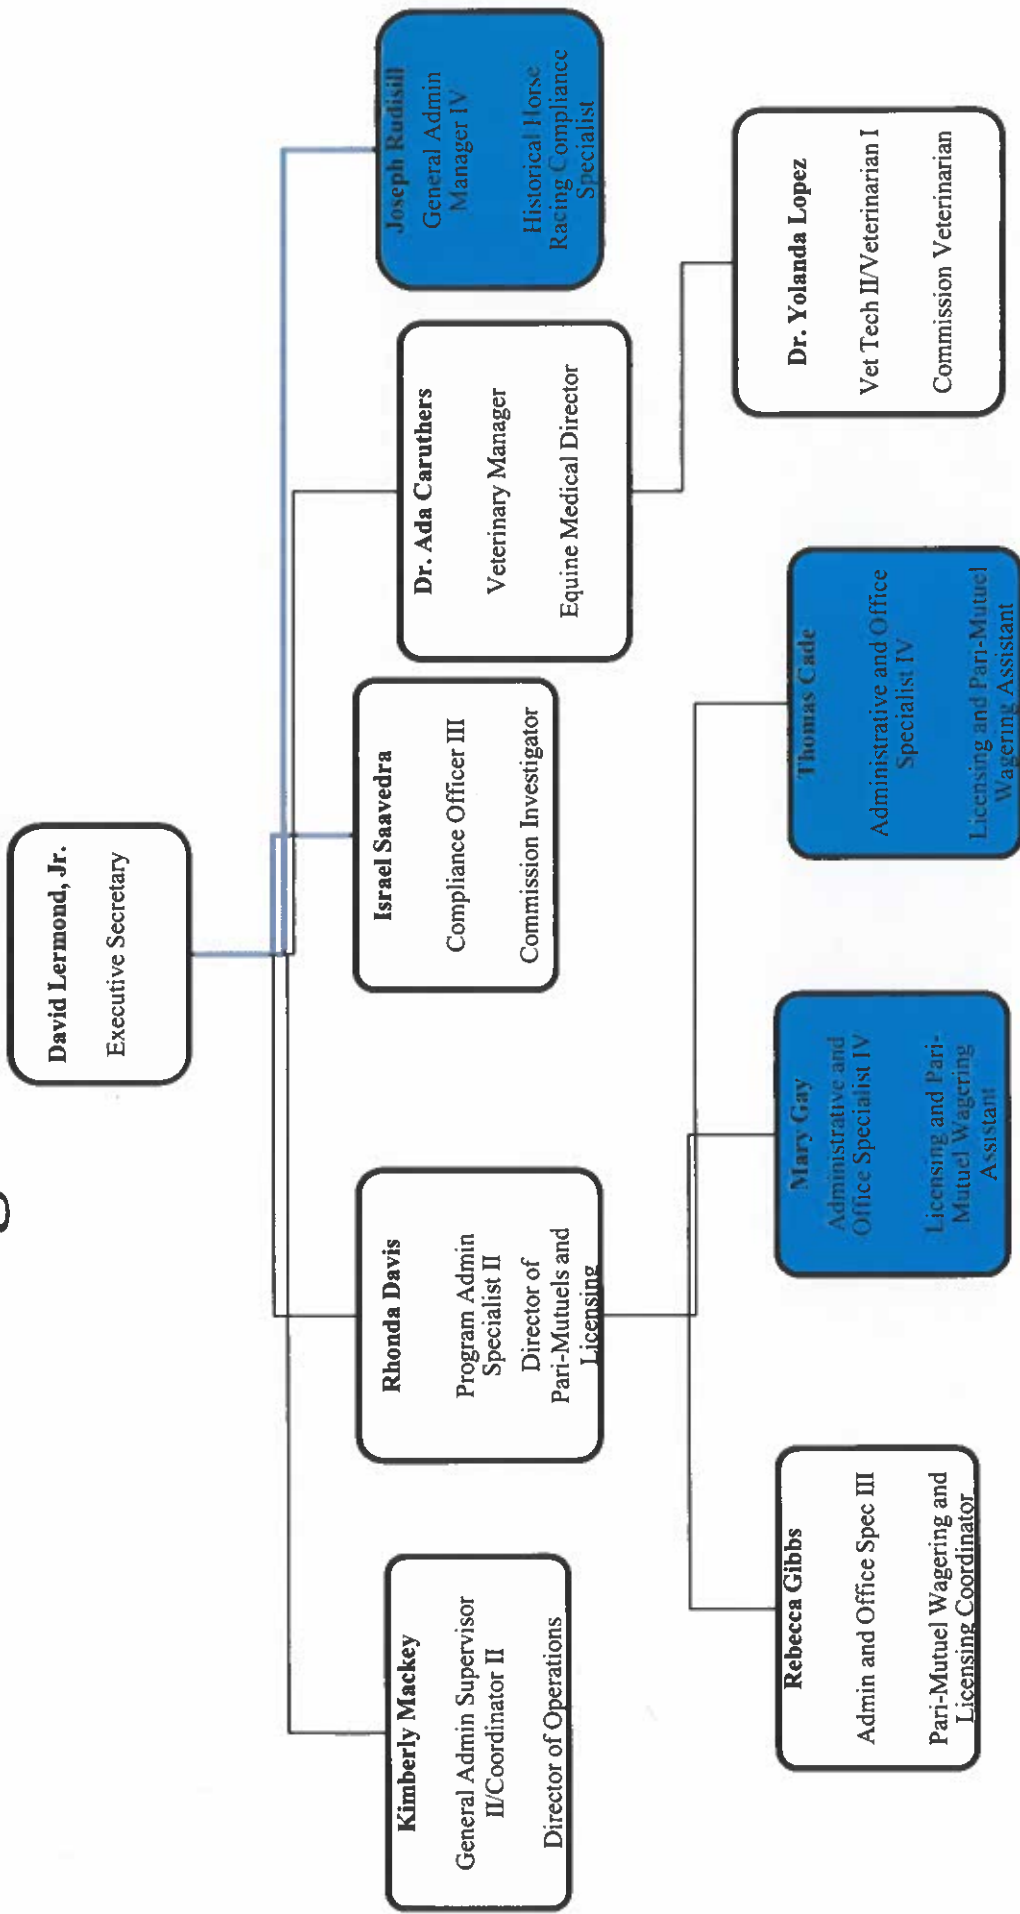 David Lermond, Jr.
Executive Secretary
Kimberly Mackey
General Admin Supervisor
II/Coordinator II
Director of Operations
Rhonda Davis
Program Admin
Specialist II
Director of
Pari-Mutuels and
Licensing
Israel Saavedra
Compliance Officer III
Commission Investigator
Dr. Ada Caruthers
Veterinary Manager
Equine Medical Director
Joseph Rudisill
General Admin
Manager IV
Historical Horse
Racing Compliance
Specialist
Rebecca Gibbs
Admin and Office Spec III
Pari-Mutuel Wagering and
Licensing Coordinator
Mary Gay
Administrative and
Office Specialist IV
Licensing and Pari-
Mutuel Wagering
Assistant
Thomas Cade
Administrative and Office
Specialist IV
Licensing and Pari-Mutuel
Wagering Assistant
Dr. Yolanda Lopez
Vet Tech II/Veterinarian I
Commission Veterinarian